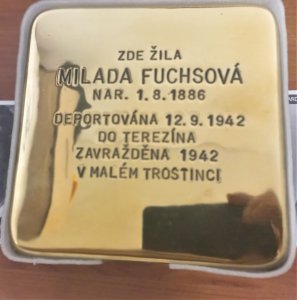 ZDE ŽILA
MILADA FUCHSOVÁ
NAR. 1. 8. 1886
DEPORTOVÁNA 12. 9. 1942
DO TEREZÍNA
ZAVRAŽDĚNA 1942
V MALÉM TROSTINCI